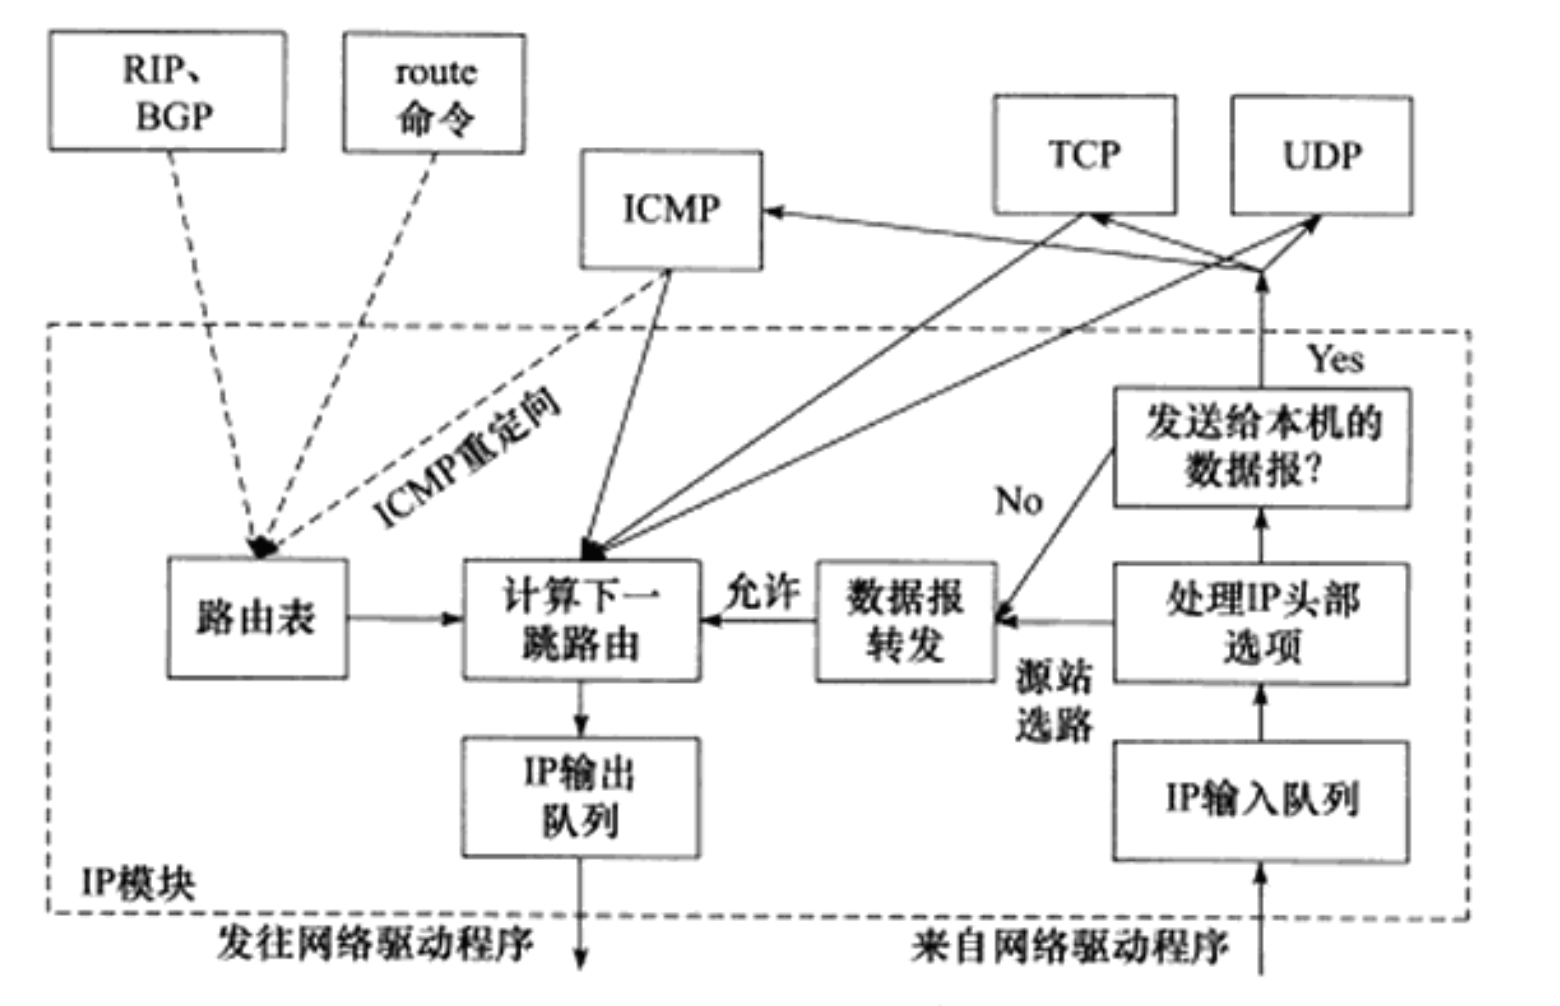 RIP、
BGP
route
命令
ICMP
TCP
UDP
Yes
发送给本机的
数据报?
No
ICMP重定向
路由表
计算下一
跳路由
允许
数据报
转发
处理IP头部
选项
源站
选路
IP输出
队列
IP输入队列
IP模块
发往网络驱动程序
来自网络驱动程序